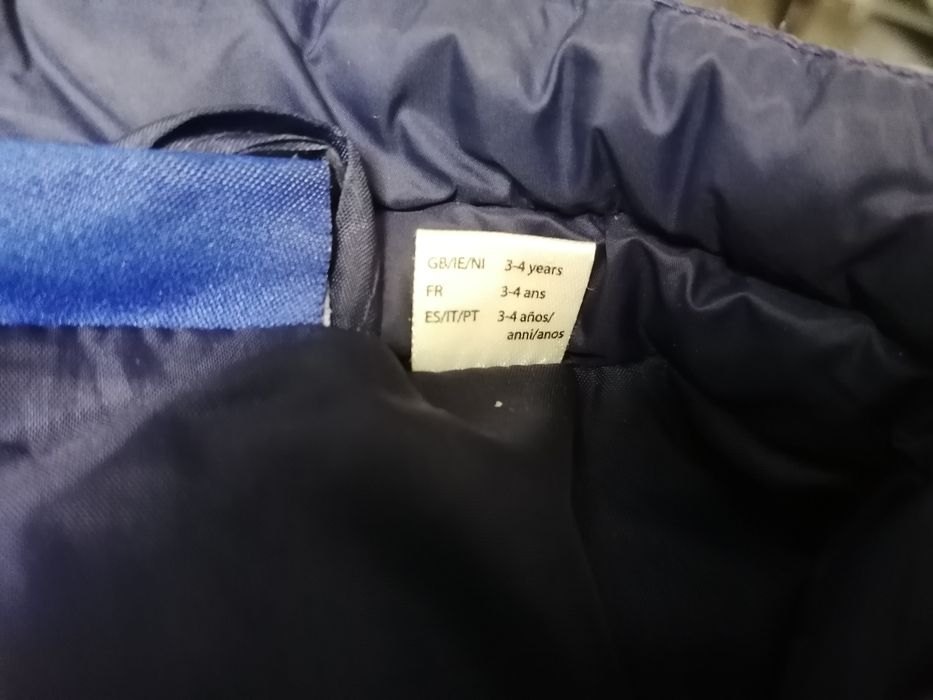 GB/IE/NI 3-4 years
FR 3-4 ans
ES/IT/PT 3-4 años/
anni/anos